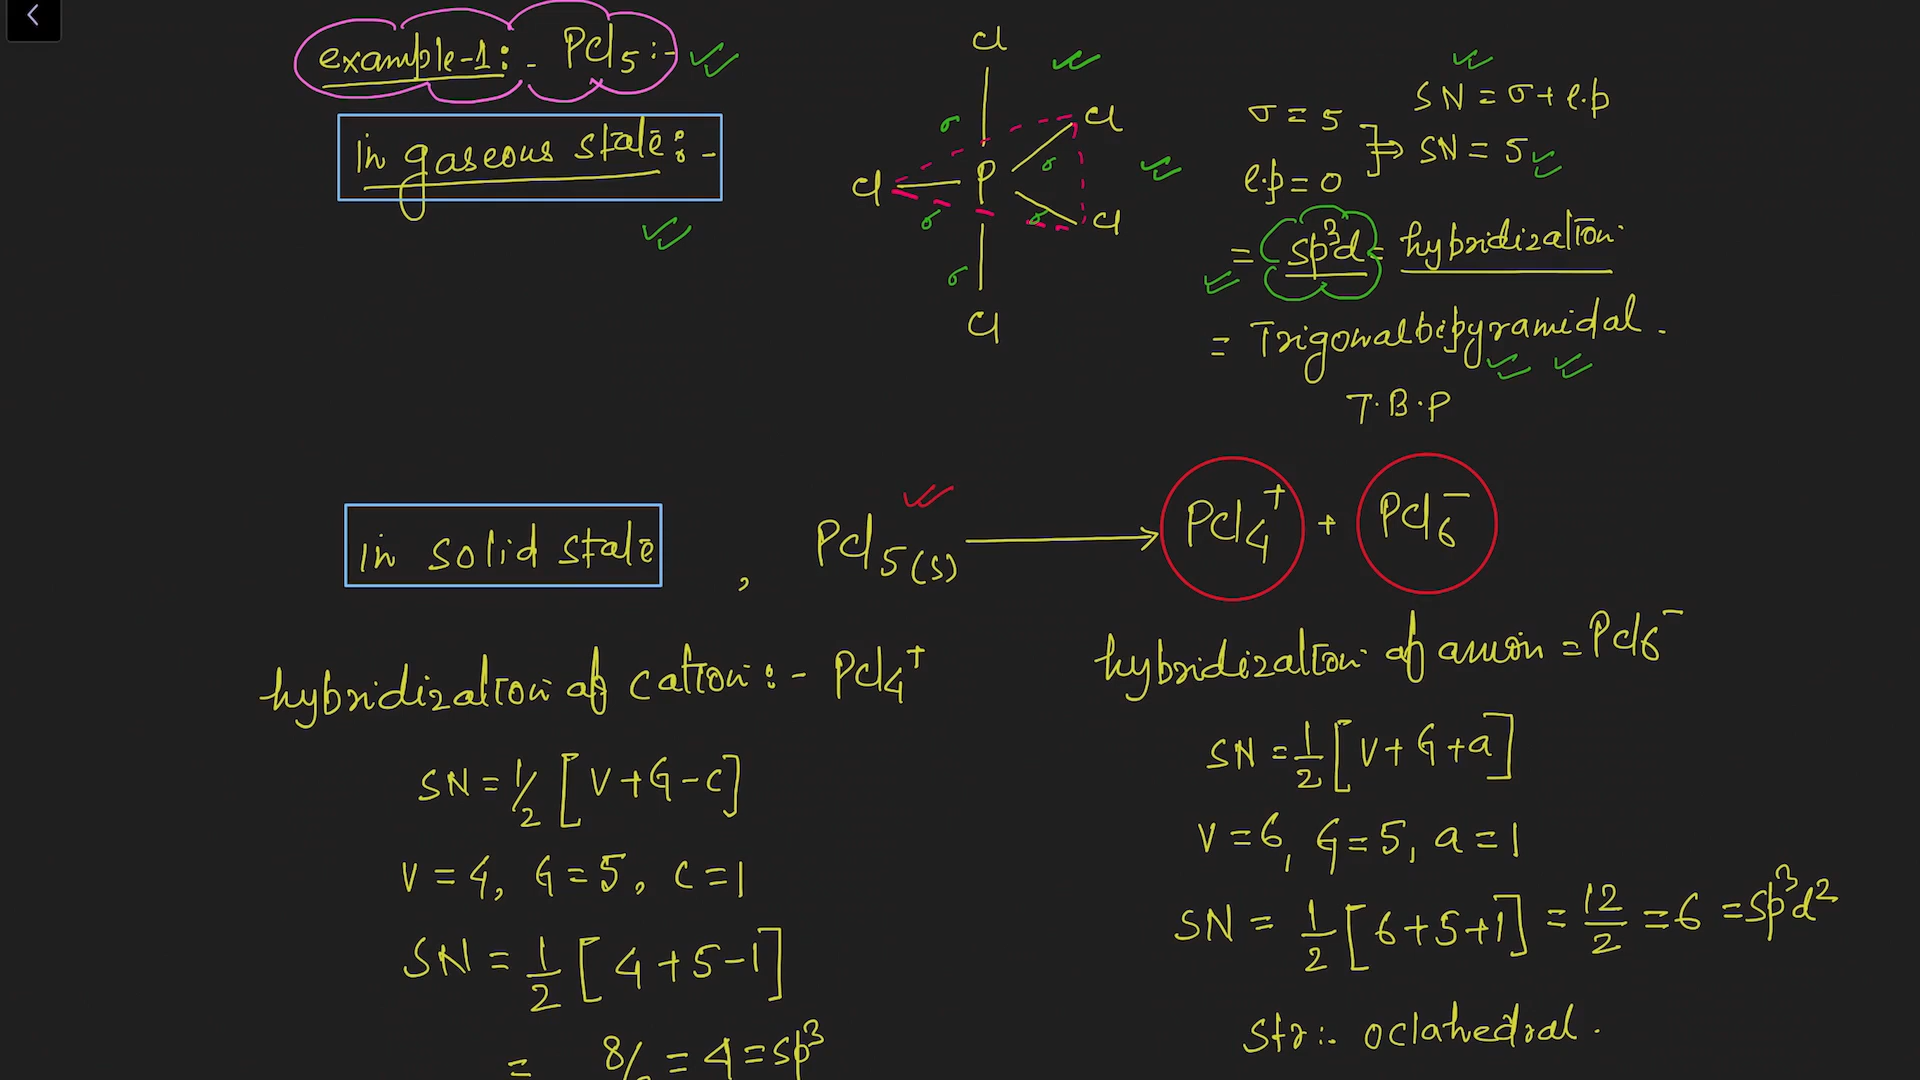 example-1:- PCl5:-
in gaseous state:-
Cl
Cl
σ
Cl P σ
σ σ Cl
σ
Cl
SN = σ + l.p
σ = 5
⇒ SN = 5
l.p = 0
= sp³d - hybridization.
= Trigonalbipyramidal.
T.B.P
in solid state, PCl5(s) → PCl4⁺ + PCl6⁻
hybridization of cation:- PCl4⁺
SN = 1/2 [V+G-C]
V = 4, G = 5, C = 1
SN = 1/2 [4+5-1]
= 8/ = 4 = sp³
hybridization of anion = PCl6⁻
SN = 1/2 [V+G+a]
V = 6, G = 5, a = 1
SN = 1/2 [6+5+1] = 12/2 = 6 = sp³d²
Str:- octahedral.